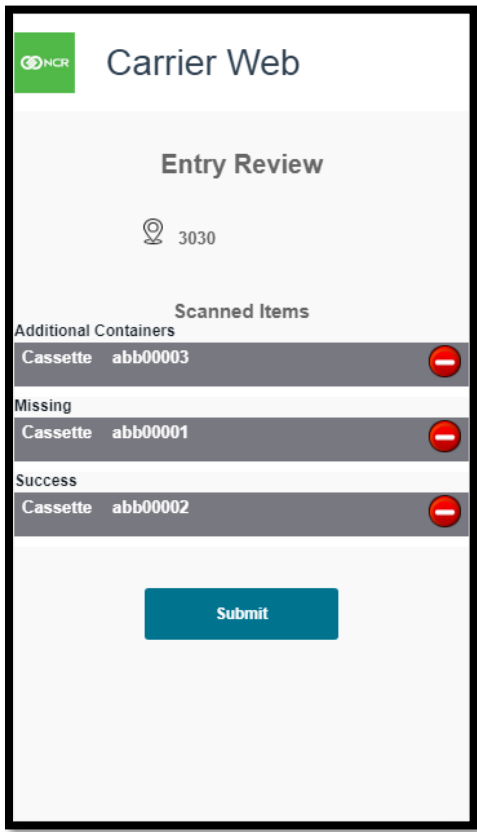 NCR
Carrier Web
Entry Review
3030
Scanned Items
Additional Containers
Cassette abb00003
Missing
Cassette abb00001
Success
Cassette abb00002
Submit